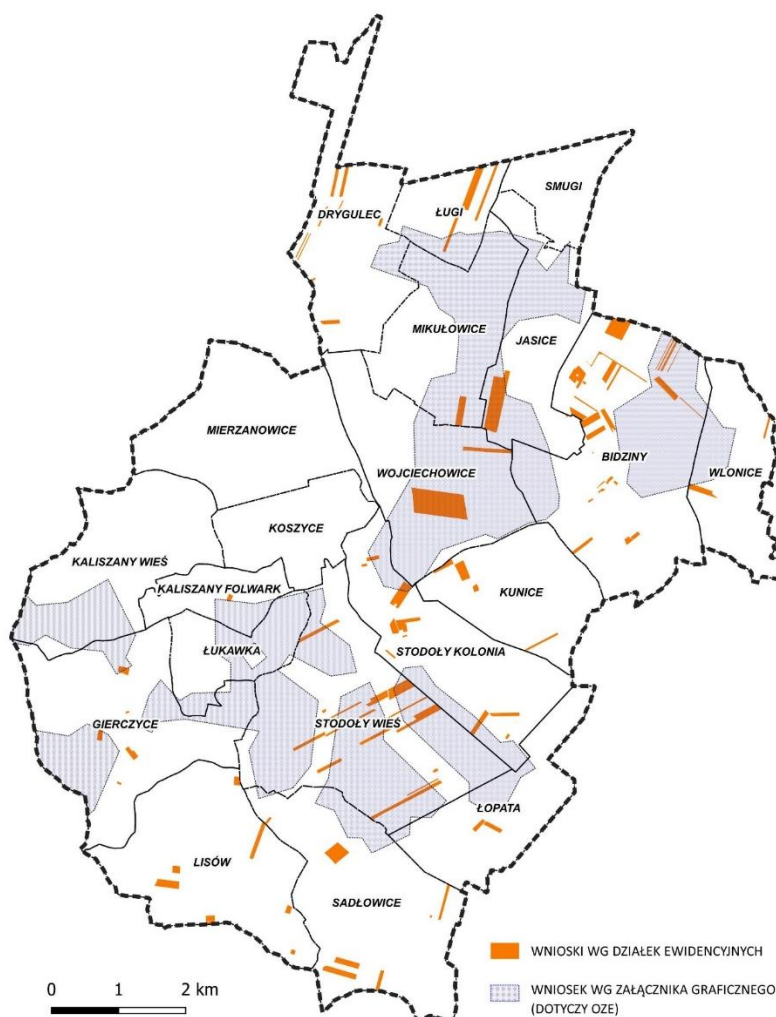 SMUGI
DRYGULEC
ŁUGI
MIKUŁOWICE
JASICE
MIERZANOWICE
BIDZINY
WOJCIECHOWICE
WLONICE
KOSZYCE
KALISZANY WIEŚ
KALISZANY FOLWARK
KUNICE
ŁUKAWKA
STODOŁY KOLONIA
GIERCZYCE
STODOŁY WIEŚ
ŁOPATA
LISÓW
SADŁOWICE
WNIOSKI WG DZIAŁEK EWIDENCYJNYCH
WNIOSEK WG ZAŁĄCZNIKA GRAFICZNEGO
(DOTYCZY OZE)
0 1 2 km